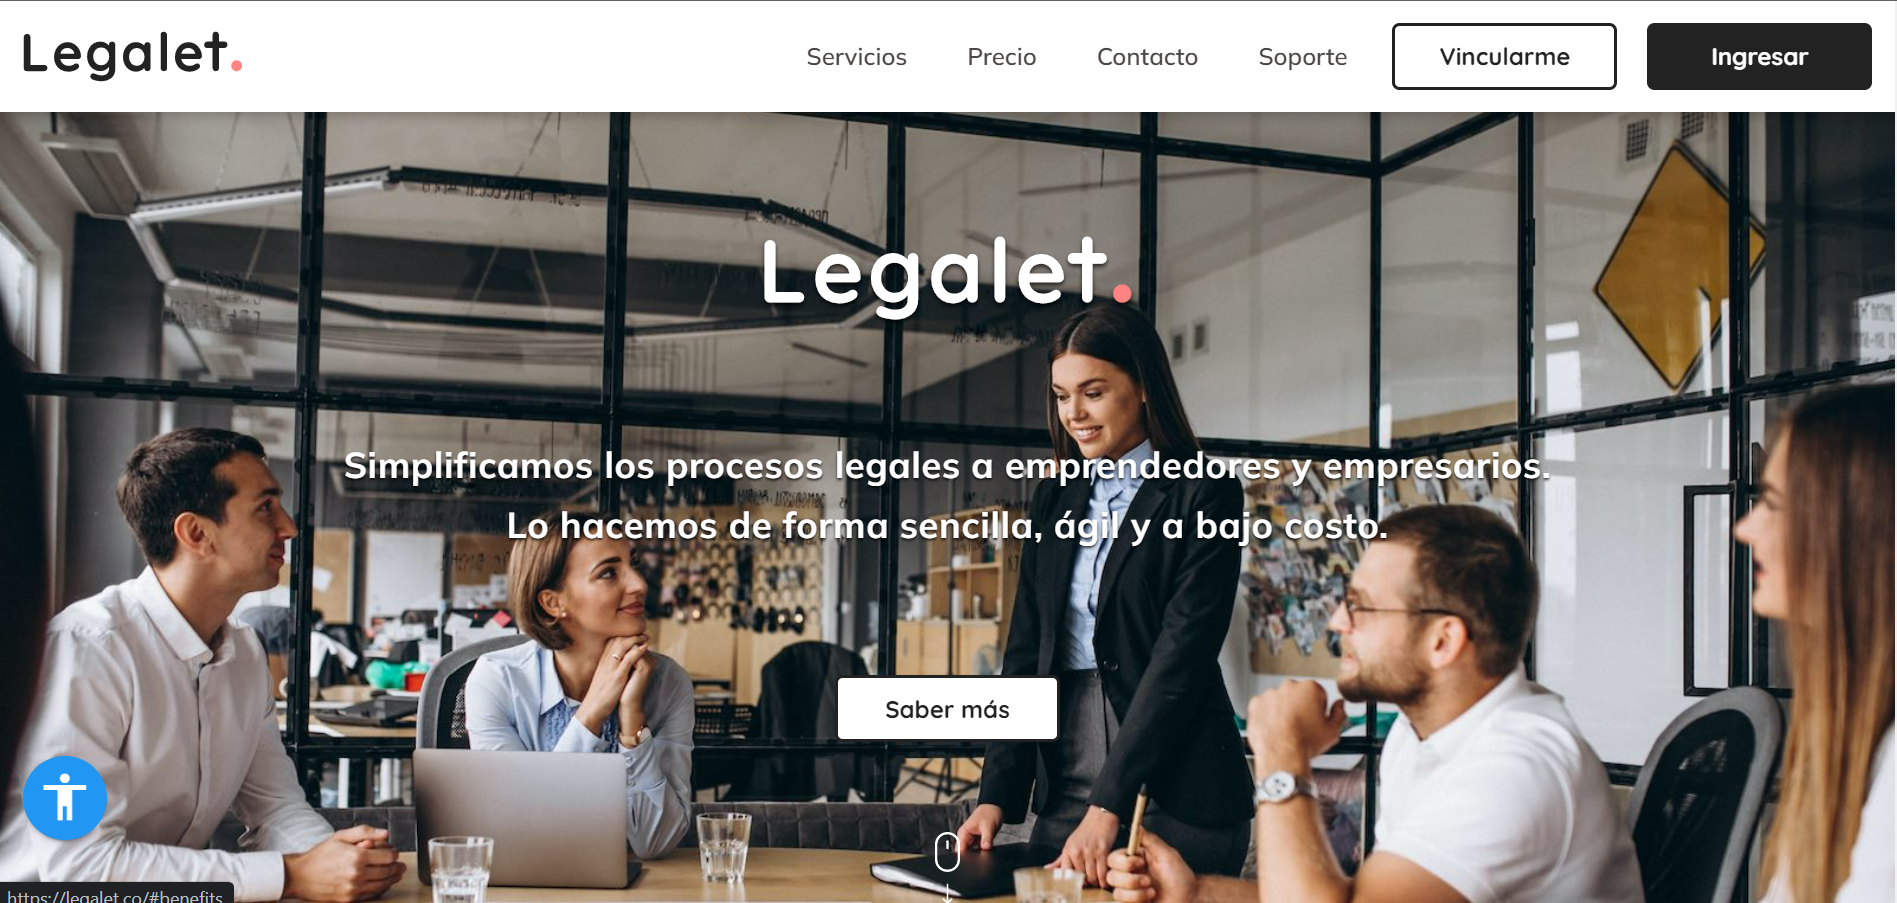 Legalet.
Servicios
Precio
Contacto
Soporte
Vincularme
Ingresar
Legalet.
Simplificamos los procesos legales a emprendedores y empresarios.
Lo hacemos de forma sencilla, ágil y a bajo costo.
Saber más
https://legalet.co/#benefits